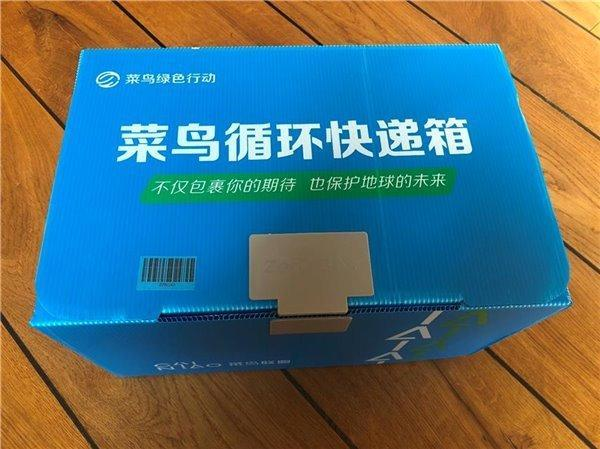 菜鸟绿色行动
菜鸟循环快递箱
不仅包裹你的期待 也保护地球的未来
菜鸟联盟